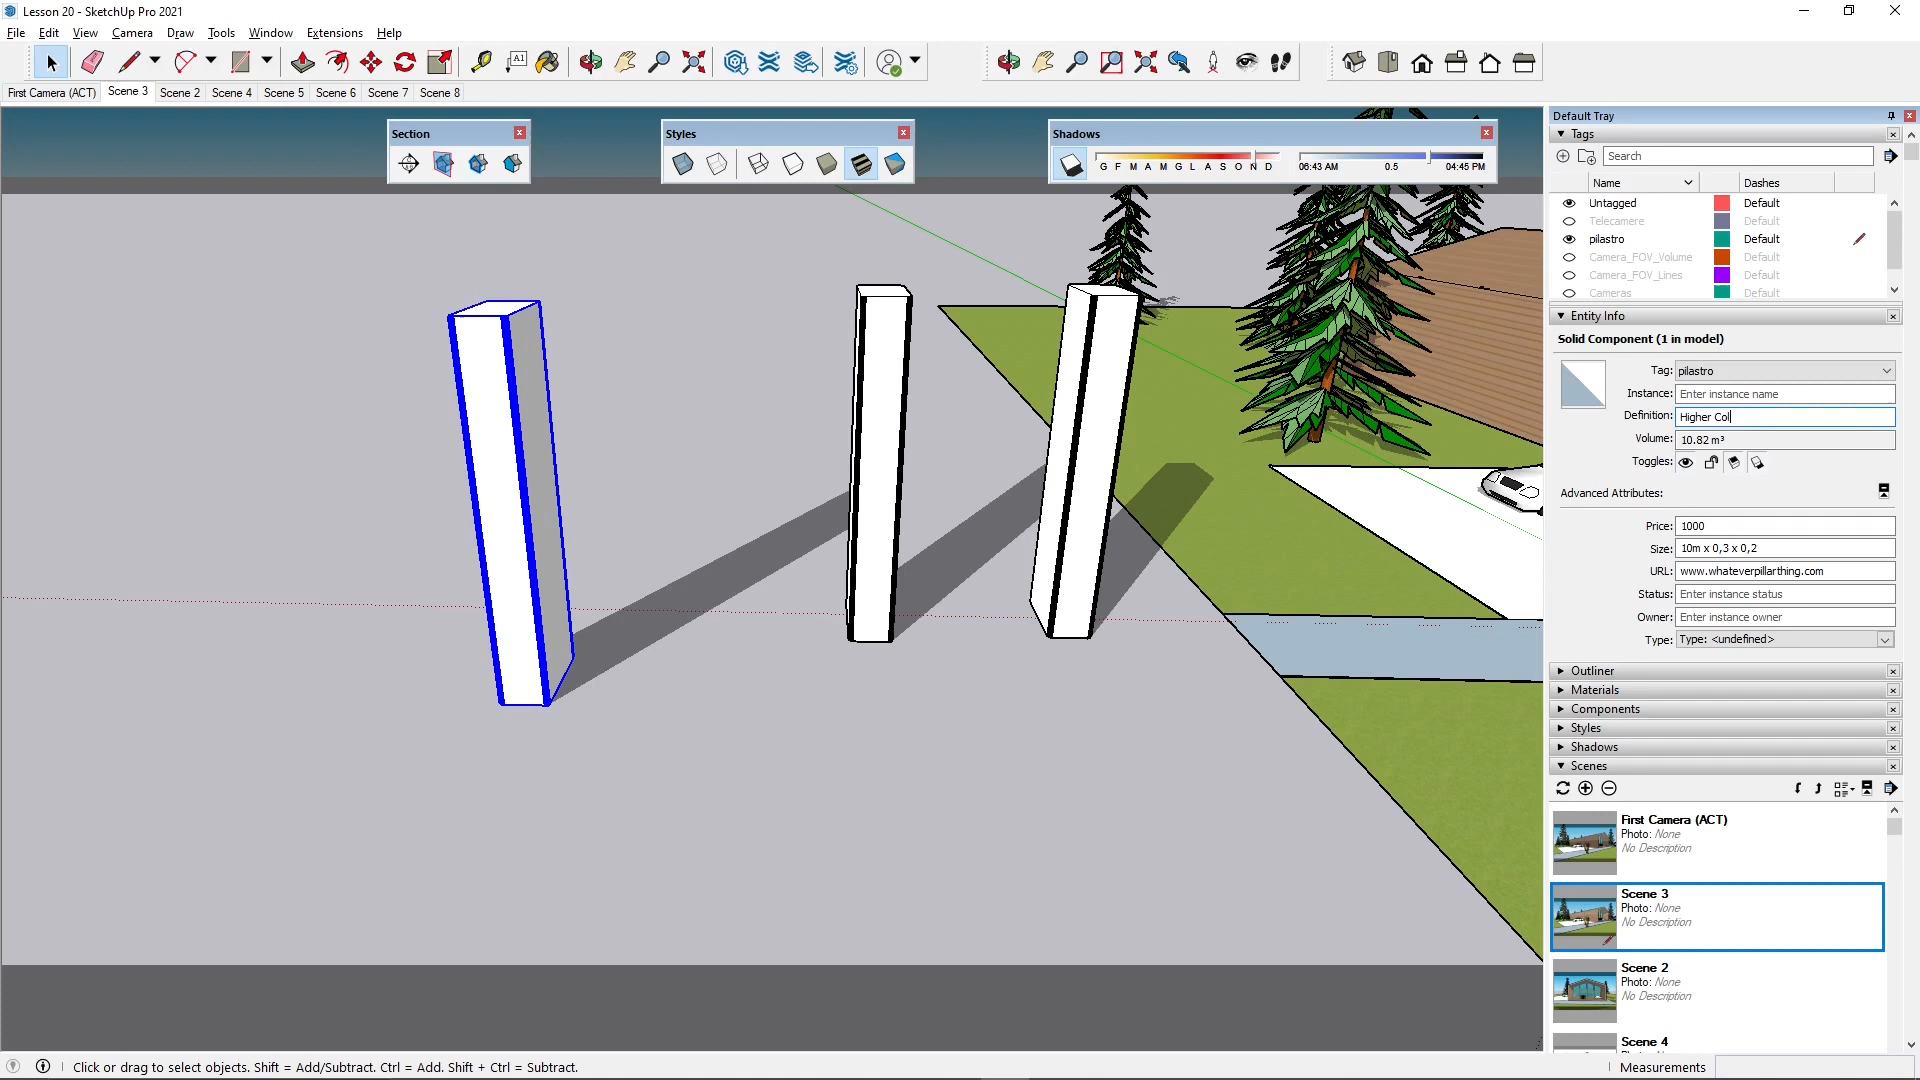 Lesson 20 - SketchUp Pro 2021
File Edit View Camera Draw Tools Window Extensions Help
A1
First Camera (ACT) Scene 3 Scene 2 Scene 4 Scene 5 Scene 6 Scene 7 Scene 8
Section
Styles
Shadows
G F M A M G L A S O N D
06:43 AM 0.5 04:45 PM
Default Tray
Tags
Search
Name Dashes
Untagged Default
Telecamere Default
pilastro Default
Camera_FOV_Volume Default
Camera_FOV_Lines Default
Cameras Default
Entity Info
Solid Component (1 in model)
Tag: pilastro
Instance: Enter instance name
Definition: Higher Col
Volume: 10.82 m³
Toggles:
Advanced Attributes:
Price: 1000
Size: 10m x 0,3 x 0,2
URL: www.whateverpillarthing.com
Status: Enter instance status
Owner: Enter instance owner
Type: Type: <undefined>
Outliner
Materials
Components
Styles
Shadows
Scenes
First Camera (ACT)
Photo: None
No Description
Scene 3
Photo: None
No Description
Scene 2
Photo: None
No Description
Scene 4
Click or drag to select objects. Shift = Add/Subtract. Ctrl = Add. Shift + Ctrl = Subtract.
Measurements